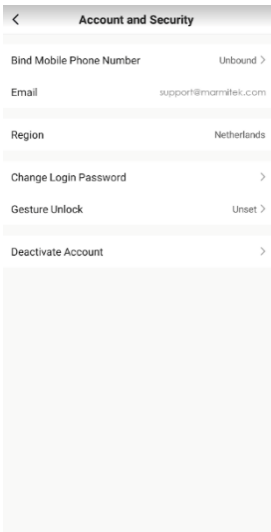 Account and Security
Bind Mobile Phone Number Unbound
Email support@marmitek.com
Region Netherlands
Change Login Password
Gesture Unlock Unset
Deactivate Account